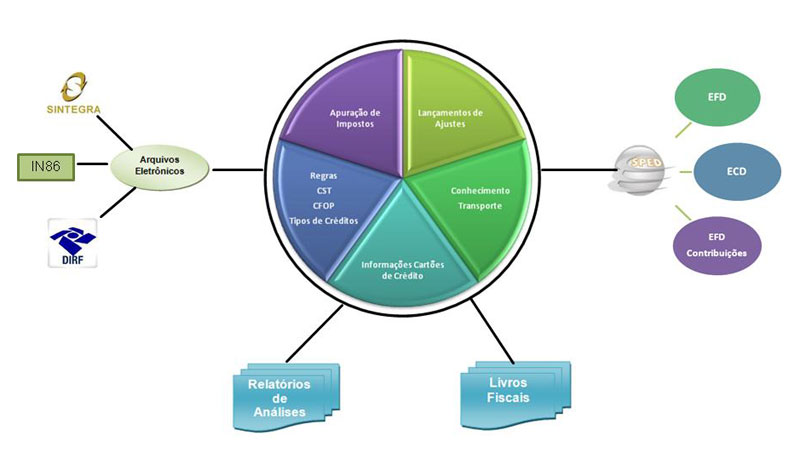 SINTEGRA
IN86
DIRF
Arquivos
Eletrônicos
Apuração de
Impostos
Lançamentos de
Ajustes
Regras
CST
CFOP
Tipos de Créditos
Conhecimento
Transporte
Informações Cartões
de Crédito
SPED
EFD
ECD
EFD
Contribuições
Relatórios
de
Análises
Livros
Fiscais